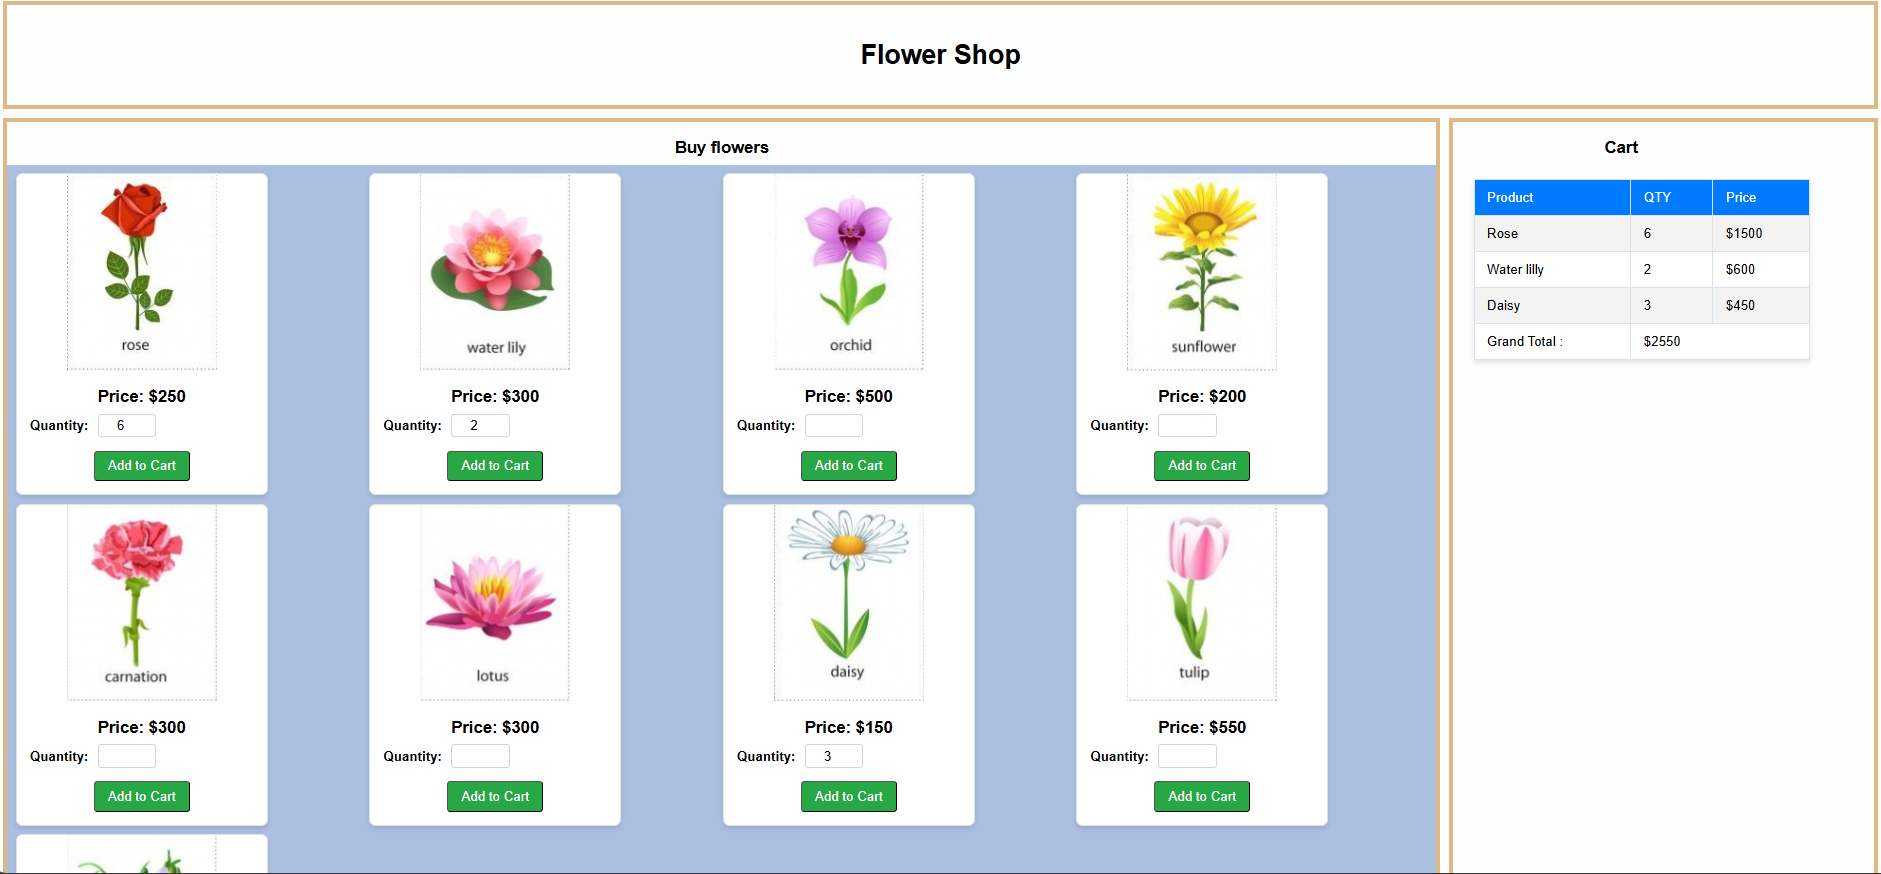 Flower Shop
Buy flowers
rose
Price: $250
Quantity: 6
Add to Cart
water lily
Price: $300
Quantity: 2
Add to Cart
orchid
Price: $500
Quantity:
Add to Cart
sunflower
Price: $200
Quantity:
Add to Cart
carnation
Price: $300
Quantity:
Add to Cart
lotus
Price: $300
Quantity:
Add to Cart
daisy
Price: $150
Quantity: 3
Add to Cart
tulip
Price: $550
Quantity:
Add to Cart
Cart
Product QTY Price
Rose 6 $1500
Water lilly 2 $600
Daisy 3 $450
Grand Total : $2550